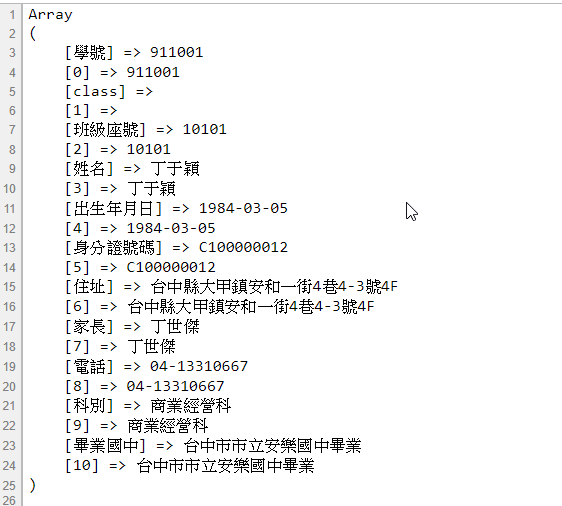 1 Array
2 (
3 [學號] => 911001
4 [0] => 911001
5 [class] =>
6 [1] =>
7 [班級座號] => 10101
8 [2] => 10101
9 [姓名] => 丁于穎
10 [3] => 丁于穎
11 [出生年月日] => 1984-03-05
12 [4] => 1984-03-05
13 [身分證號碼] => C100000012
14 [5] => C100000012
15 [住址] => 台中縣大甲鎮安和一街4巷4-3號4F
16 [6] => 台中縣大甲鎮安和一街4巷4-3號4F
17 [家長] => 丁世傑
18 [7] => 丁世傑
19 [電話] => 04-13310667
20 [8] => 04-13310667
21 [科別] => 商業經營科
22 [9] => 商業經營科
23 [畢業國中] => 台中市市立安樂國中畢業
24 [10] => 台中市市立安樂國中畢業
25 )
26